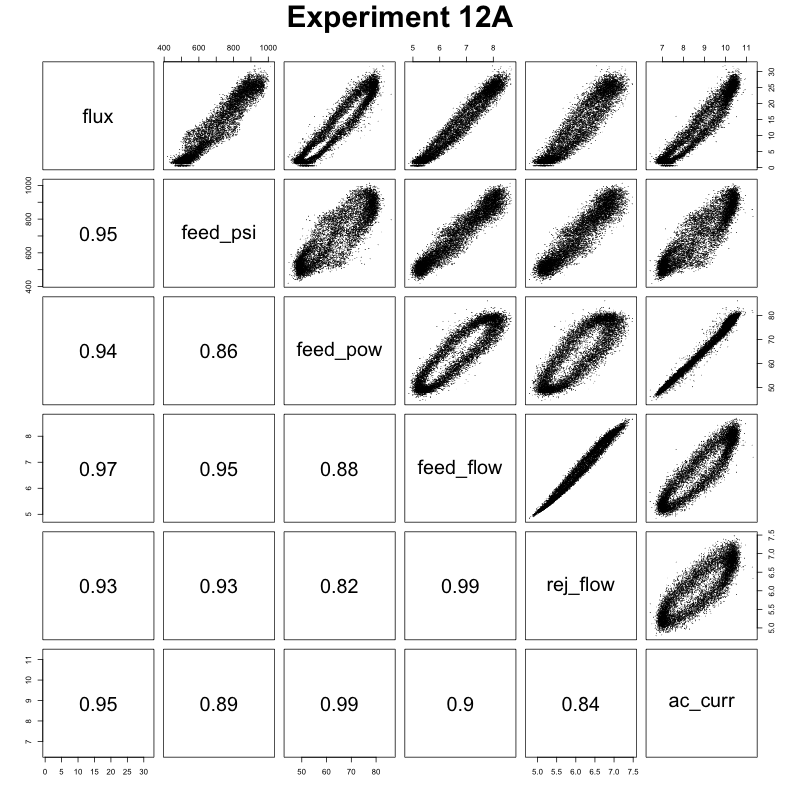 Experiment 12A
400 600 800 1000 5 6 7 8 7 8 9 10 11
flux
0 5 10 15 20 25 30
400 600 800 1000
0.95 feed_psi
0.94 0.86 feed_pow
50 60 70 80
5 6 7 8
0.97 0.95 0.88 feed_flow
0.93 0.93 0.82 0.99 rej_flow
5.0 5.5 6.0 6.5 7.0 7.5
7 8 9 10 11
0.95 0.89 0.99 0.9 0.84 ac_curr
0 5 10 15 20 25 30 50 60 70 80 5.0 5.5 6.0 6.5 7.0 7.5